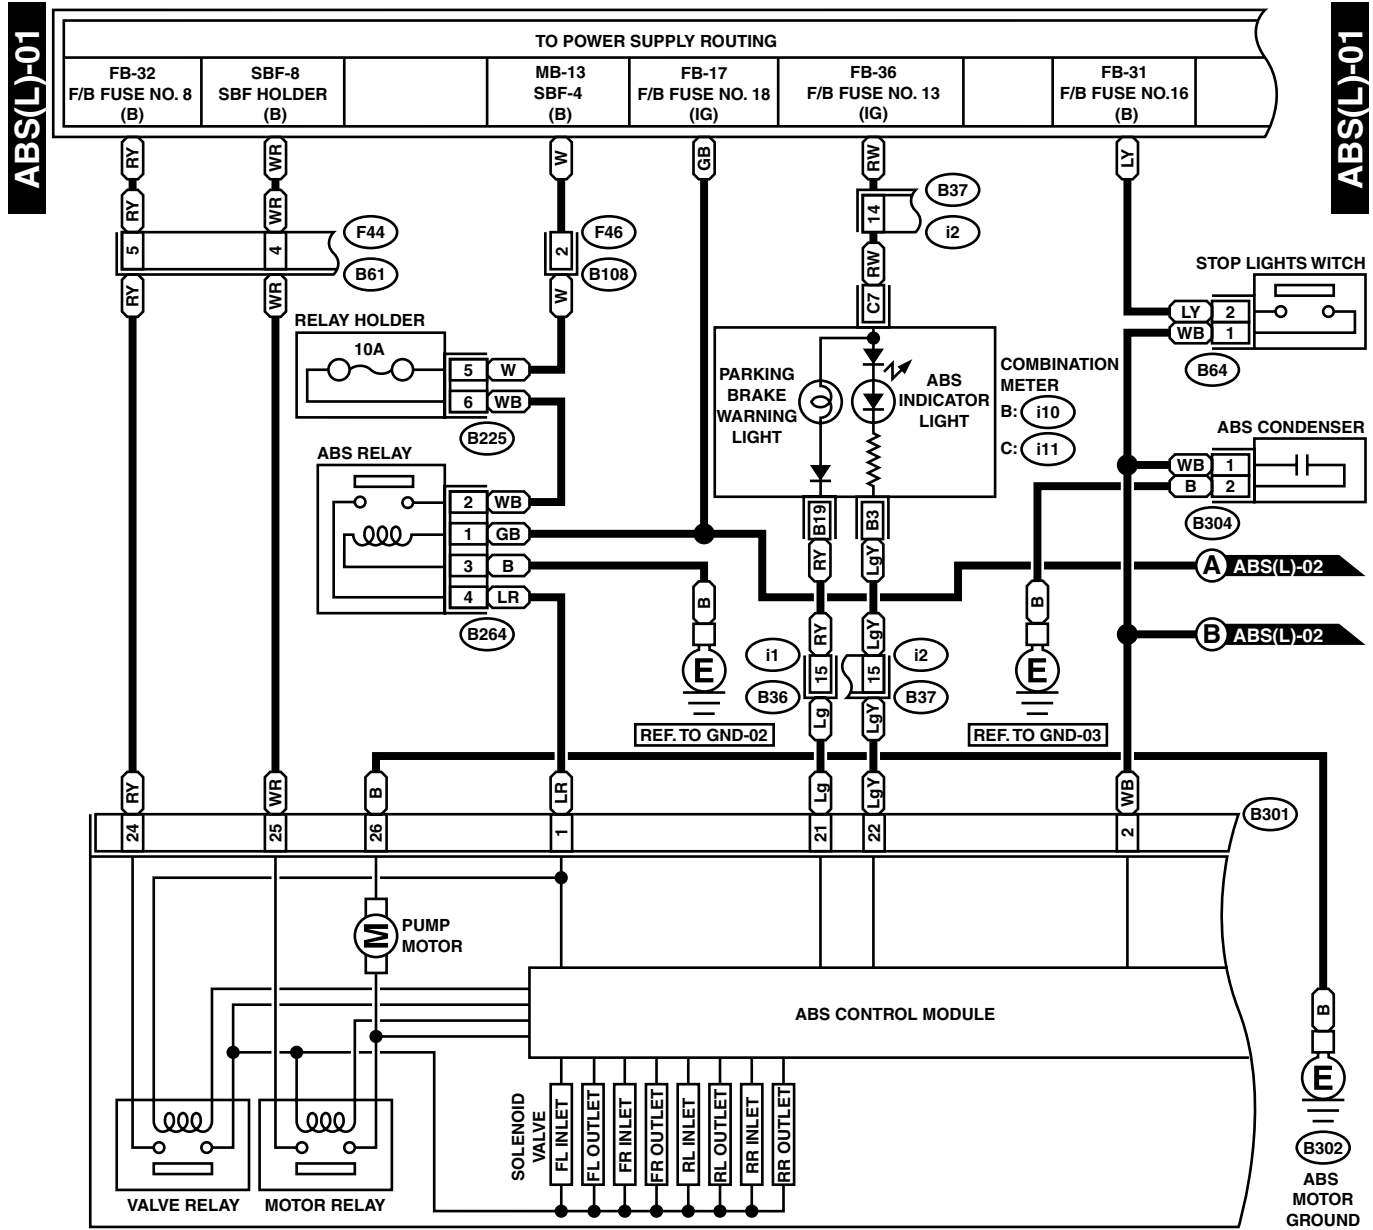 ABS(L)-01
ABS(L)-01
TO POWER SUPPLY ROUTING
FB-32
F/B FUSE NO. 8
(B)
SBF-8
SBF HOLDER
(B)
MB-13
SBF-4
(B)
FB-17
F/B FUSE NO. 18
(IG)
FB-36
F/B FUSE NO. 13
(IG)
FB-31
F/B FUSE NO.16
(B)
RY
WR
W
GB
RW
LY
RY
WR
14
B37
i2
5
4
F44
B61
2
F46
B108
RW
RY
WR
W
C7
STOP LIGHTS WITCH
LY 2
WB 1
B64
RELAY HOLDER
10A
5 W
6 WB
B225
PARKING
BRAKE
WARNING
LIGHT
ABS
INDICATOR
LIGHT
COMBINATION
METER
B: i10
C: i11
ABS CONDENSER
WB 1
B 2
B304
ABS RELAY
2 WB
1 GB
3 B
4 LR
B264
B19
B3
RY
LgY
A ABS(L)-02
B
B
RY
LgY
B ABS(L)-02
E
E
i1
15
15
i2
B36
B37
Lg
LgY
REF. TO GND-02
REF. TO GND-03
RY
WR
B
LR
Lg
LgY
WB
24
25
26
1
21
22
2
B301
M
PUMP
MOTOR
ABS CONTROL MODULE
B
E
B302
ABS
MOTOR
GROUND
SOLENOID
VALVE
FL INLET
FL OUTLET
FR INLET
FR OUTLET
RL INLET
RL OUTLET
RR INLET
RR OUTLET
VALVE RELAY
MOTOR RELAY